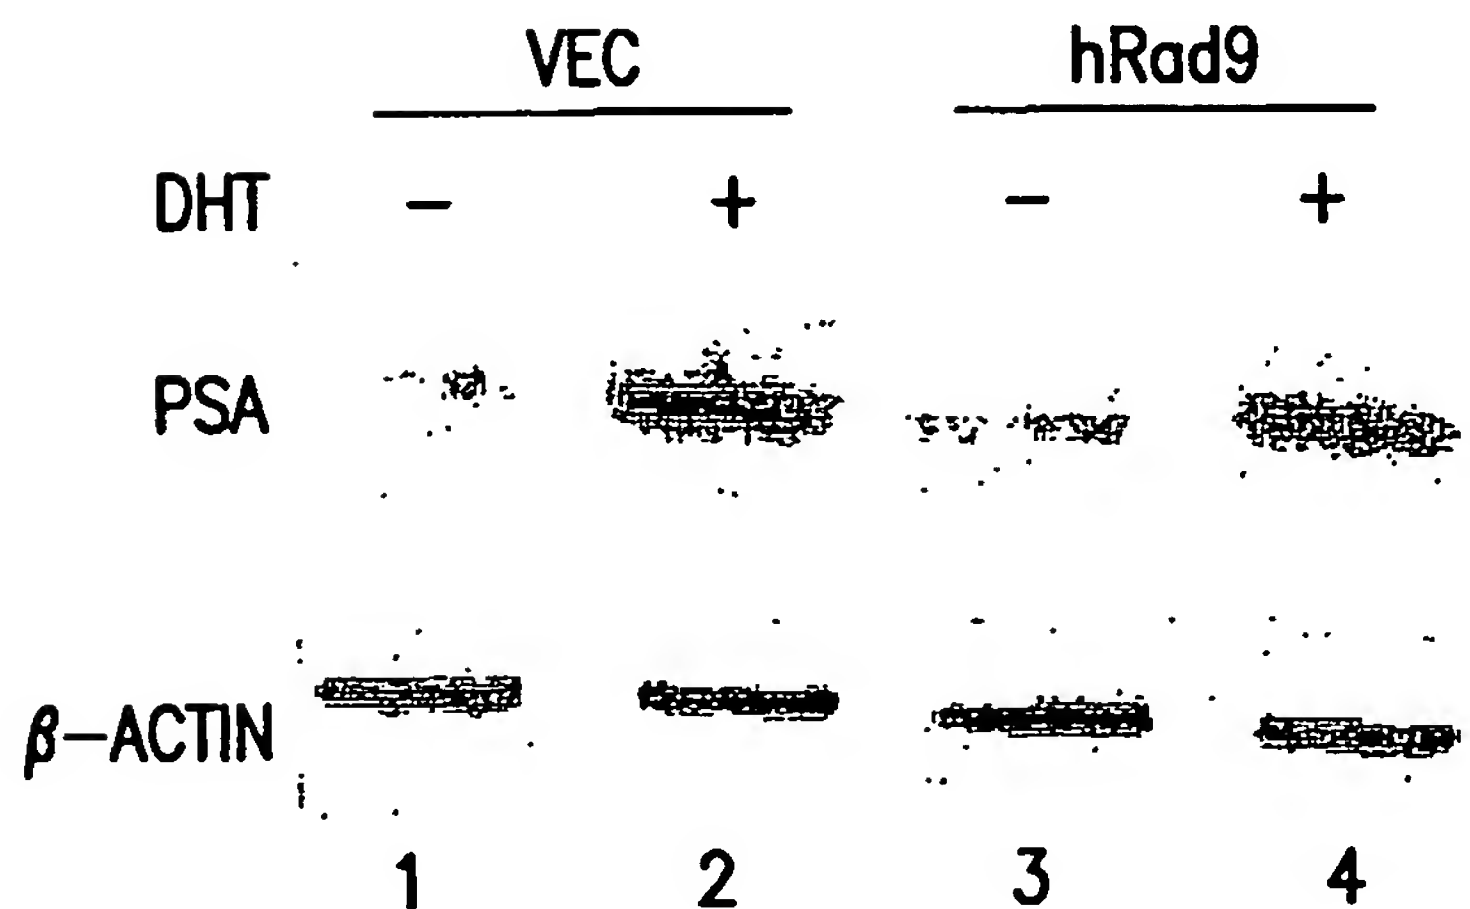 VEC hRad9
DHT − + − +
PSA
β−ACTIN
1 2 3 4